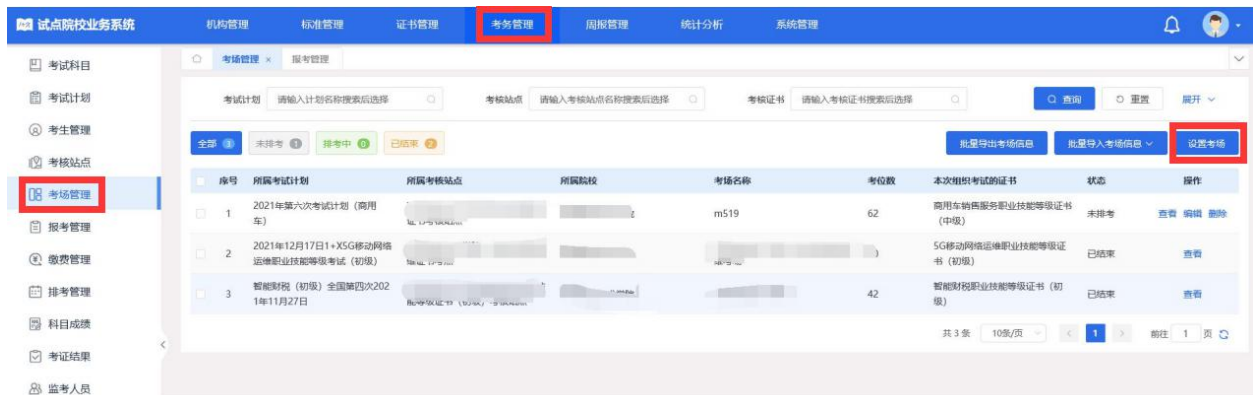 试点院校业务系统
机构管理 标准管理 证书管理 考务管理 周报管理 统计分析 系统管理
考试科目
考试计划
考生管理
考核站点
考场管理
报考管理
缴费管理
排考管理
科目成绩
考证结果
监考人员
考场管理 × 报考管理
考试计划 请输入计划名称搜索后选择 考核站点 请输入考核站点名称搜索后选择 考核证书 请输入考核证书搜索后选择 查询 重置 展开
全部 3 未排考 1 排考中 0 已结束 2 批量导出考场信息 批量导入考场信息 设置考场
序号 所属考试计划 所属考核站点 所属院校 考场名称 考位数 本次组织考试的证书 状态 操作
1 2021年第六次考试计划（商用车） m519 62 商用车销售服务职业技能等级证书（中级） 未排考 查看 编辑 删除
2 2021年12月17日1+X5G移动网络运维职业技能等级考试（初级） 5G移动网络运维职业技能等级证书（初级） 已结束 查看
3 智能财税（初级）全国第四次2021年11月27日 42 智能财税职业技能等级证书（初级） 已结束 查看
共 3 条 10条/页 < 1 > 前往 1 页